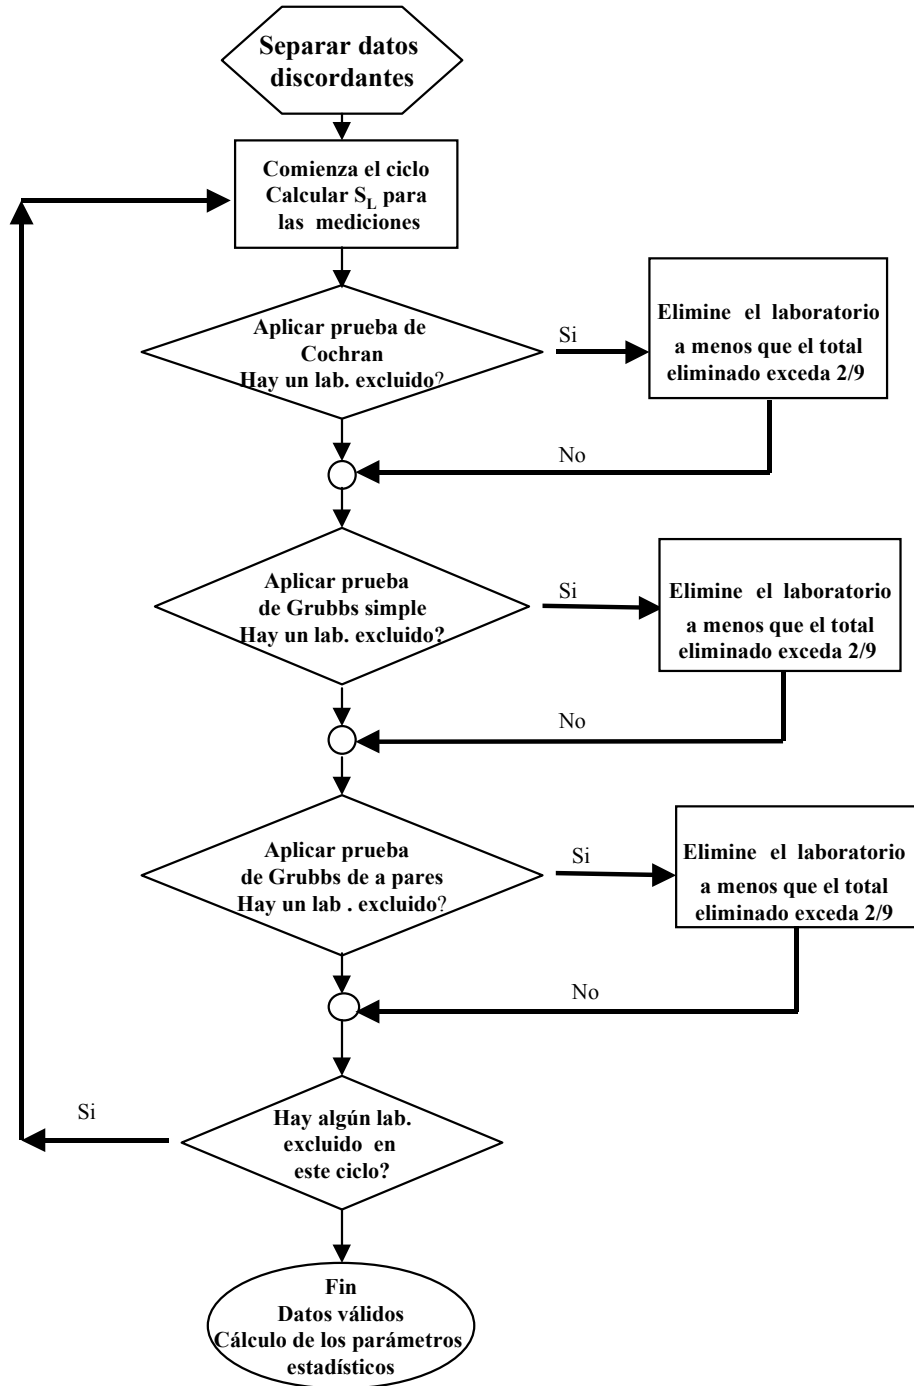 Separar datos
discordantes
Comienza el ciclo
Calcular SL para
las mediciones
Aplicar prueba de
Cochran
Hay un lab. excluido?
Si
Elimine el laboratorio
a menos que el total
eliminado exceda 2/9
No
Aplicar prueba
de Grubbs simple
Hay un lab. excluido?
Si
Elimine el laboratorio
a menos que el total
eliminado exceda 2/9
No
Aplicar prueba
de Grubbs de a pares
Hay un lab . excluido?
Si
Elimine el laboratorio
a menos que el total
eliminado exceda 2/9
No
Si
Hay algún lab.
excluido en
este ciclo?
Fin
Datos válidos
Cálculo de los parámetros
estadísticos